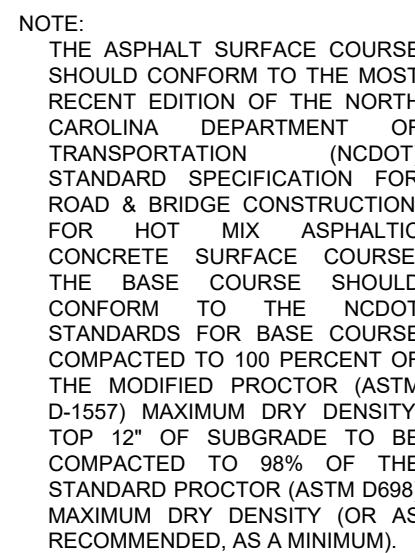 NOTE:
THE ASPHALT SURFACE COURSE
SHOULD CONFORM TO THE MOST
RECENT EDITION OF THE NORTH
CAROLINA DEPARTMENT OF
TRANSPORTATION (NCDOT)
STANDARD SPECIFICATION FOR
ROAD & BRIDGE CONSTRUCTION,
FOR HOT MIX ASPHALTIC
CONCRETE SURFACE COURSE.
THE BASE COURSE SHOULD
CONFORM TO THE NCDOT
STANDARDS FOR BASE COURSE
COMPACTED TO 100 PERCENT OF
THE MODIFIED PROCTOR (ASTM
D-1557) MAXIMUM DRY DENSITY.
TOP 12" OF SUBGRADE TO BE
COMPACTED TO 98% OF THE
STANDARD PROCTOR (ASTM D698)
MAXIMUM DRY DENSITY (OR AS
RECOMMENDED, AS A MINIMUM).